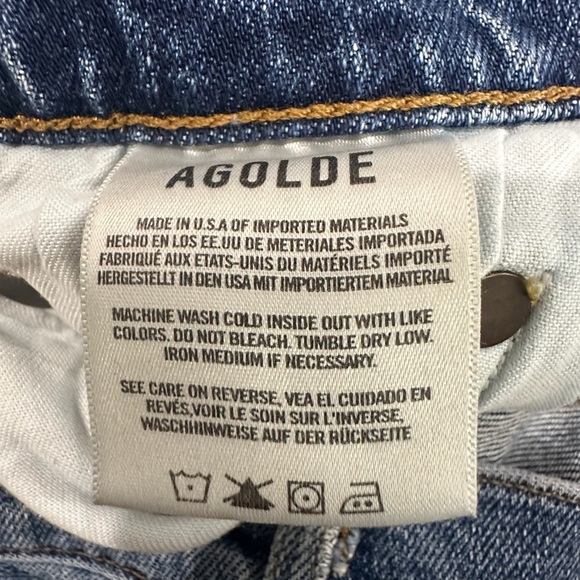 AGOLDE
MADE IN U.S.A OF IMPORTED MATERIALS
HECHO EN LOS EE.UU DE METERIALES IMPORTADA
FABRIQUÉ AUX ETATS-UNIS DU MATÉRIELS IMPORTÉ
HERGESTELLT IN DEN USA MIT IMPORTIERTEM MATERIAL
MACHINE WASH COLD INSIDE OUT WITH LIKE
COLORS. DO NOT BLEACH. TUMBLE DRY LOW.
IRON MEDIUM IF NECESSARY.
SEE CARE ON REVERSE, VEA EL CUIDADO EN
REVÉS,VOIR LE SOIN SUR L'INVERSE,
WASCHHINWEISE AUF DER RÜCKSEITE